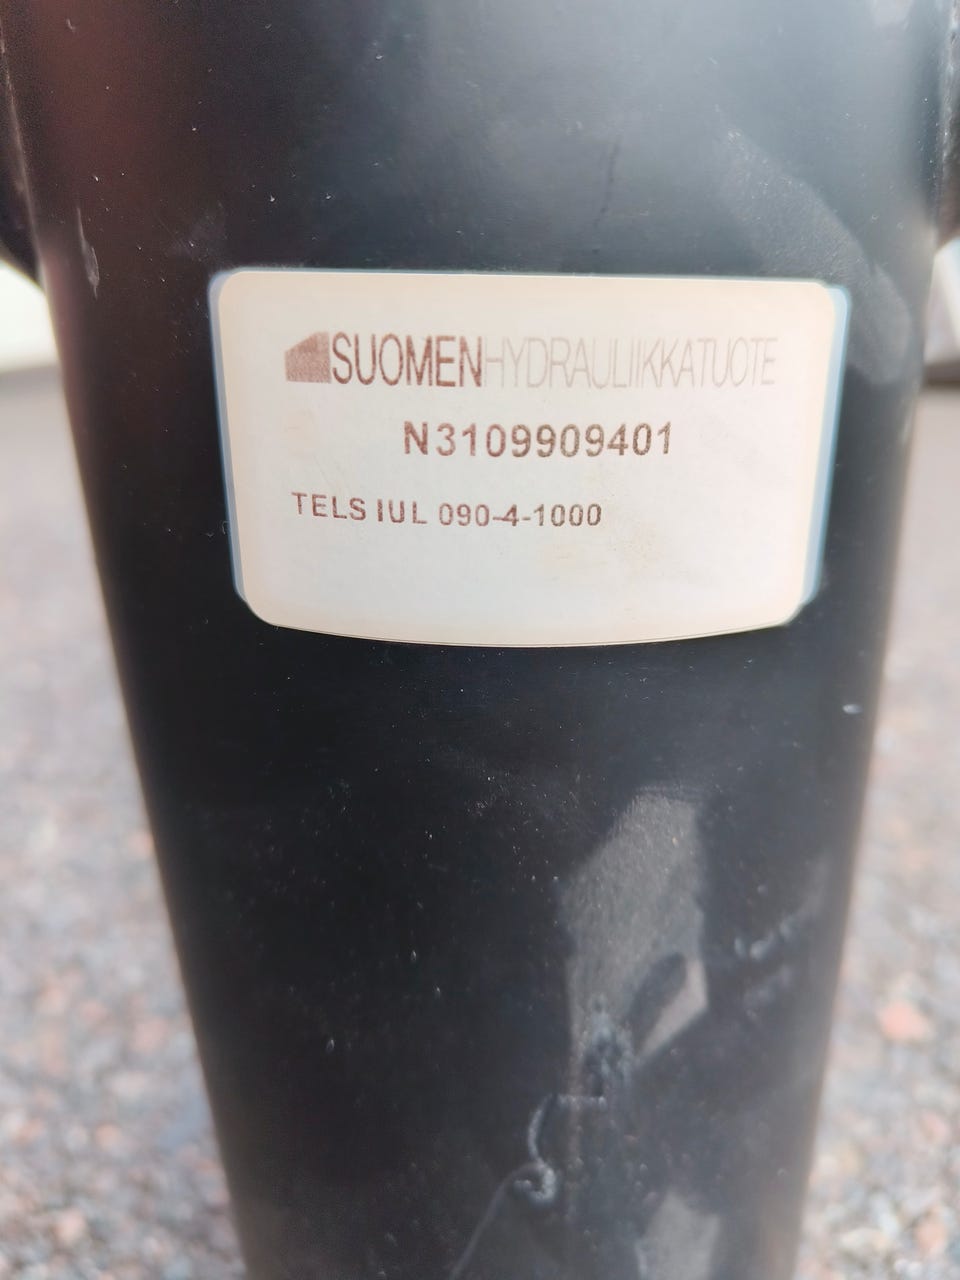 SUOMENHYDRAULIIKKATUOTE
N3109909401
TELS IUL 090-4-1000